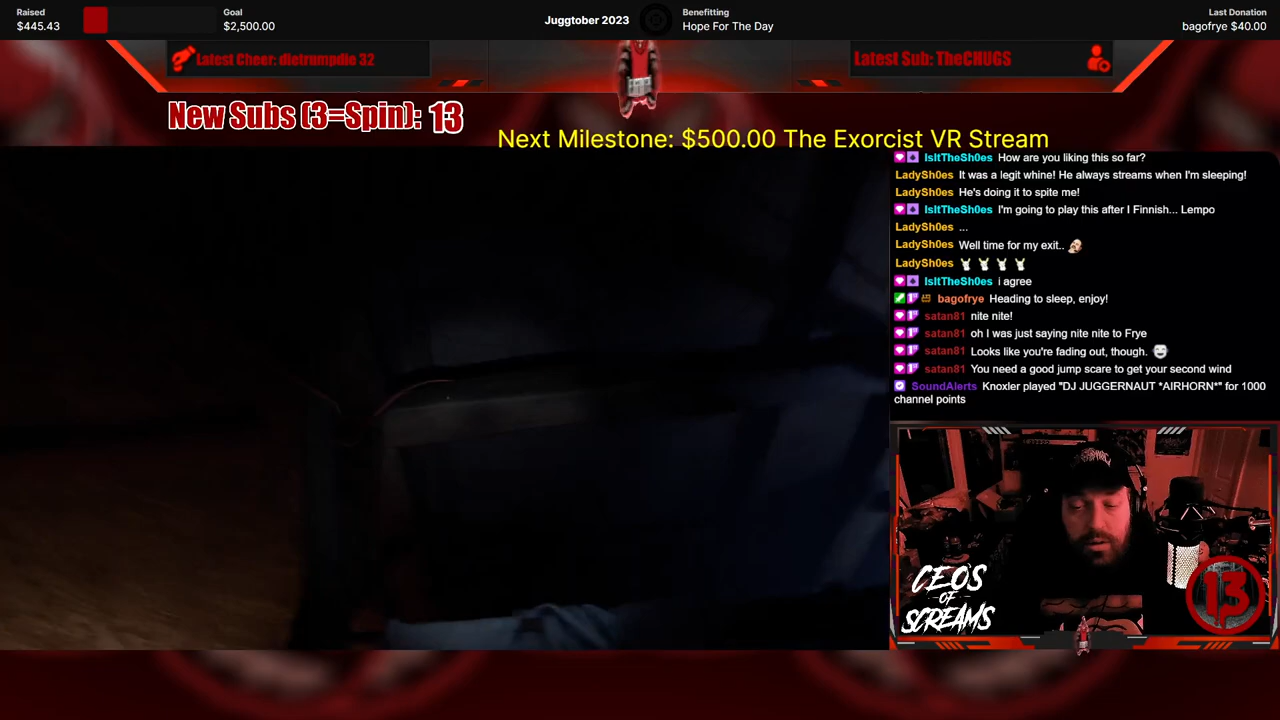 Raised
$445.43
Goal
$2,500.00
Juggtober 2023
Benefitting
Hope For The Day
Last Donation
bagofrye $40.00
Latest Cheer: dietrumpdie 32
Latest Sub: TheCHUGS
New Subs (3=Spin): 13
Next Milestone: $500.00 The Exorcist VR Stream
IsItTheSh0es How are you liking this so far?
LadySh0es It was a legit whine! He always streams when I'm sleeping!
LadySh0es He's doing it to spite me!
IsItTheSh0es I'm going to play this after I Finnish... Lempo
LadySh0es ...
LadySh0es Well time for my exit..
LadySh0es
IsItTheSh0es i agree
bagofrye Heading to sleep, enjoy!
satan81 nite nite!
satan81 oh I was just saying nite nite to Frye
satan81 Looks like you're fading out, though.
satan81 You need a good jump scare to get your second wind
SoundAlerts Knoxler played "DJ JUGGERNAUT *AIRHORN*" for 1000
channel points
CEOS
OF
SCREAMS
13